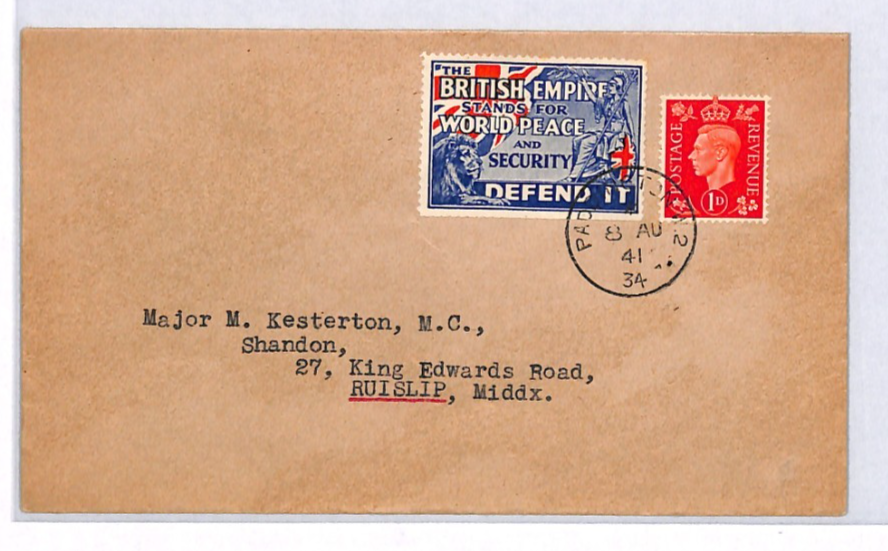 "THE
BRITISH EMPIRE
STANDS FOR
WORLD PEACE
AND
SECURITY
DEFEND IT
POSTAGE
REVENUE
1D
8 AU
41
34
Major M. Kesterton, M.C.,
Shandon,
27, King Edwards Road,
RUISLIP, Middx.